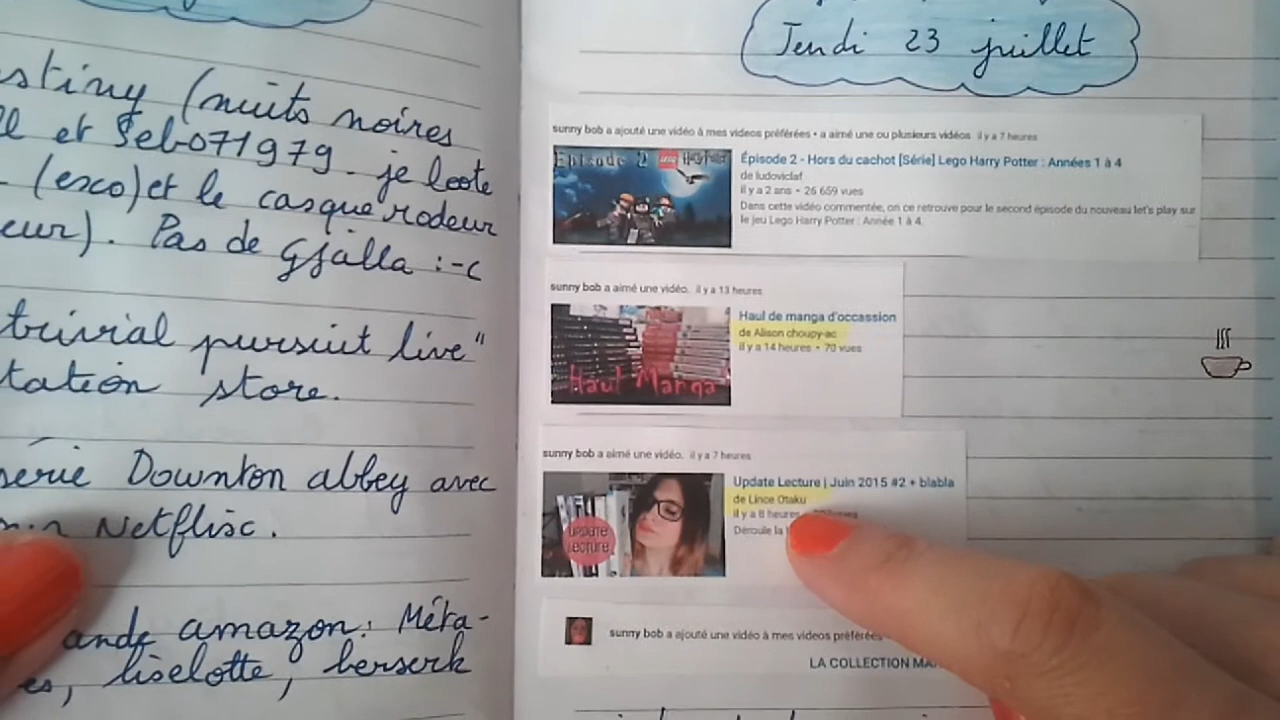 stiny (nuits noires
et Seb071979. je loote
(esco) et le casque rodeur
eur). Pas de Gjalla :-c
trivial pursuit live"
tation store.
série Downton abbey avec
Netflisc.
ande amazon: Méka-
es, liselotte, berserk
Jeudi 23 juillet
sunny bob a ajouté une vidéo à mes videos préférées • a aimé une ou plusieurs vidéos il y a 7 heures
Episode 2 LEGO Harry Potter
Épisode 2 - Hors du cachot [Série] Lego Harry Potter : Années 1 à 4
de ludoviclaf
il y a 2 ans • 26 659 vues
Dans cette vidéo commentée, on ce retrouve pour le second épisode du nouveau let's play sur
le jeu Lego Harry Potter : Année 1 à 4.
sunny bob a aimé une vidéo. il y a 13 heures
Haul Manga
Haul de manga d'occassion
de Alison choupy-ac
il y a 14 heures • 70 vues
sunny bob a aimé une vidéo. il y a 7 heures
UPDATE
LECTURE
Update Lecture | Juin 2015 #2 + blabla
de Lince Otaku
il y a 8 heures
Déroule la
sunny bob a ajouté une vidéo à mes videos préférées
LA COLLECTION MA